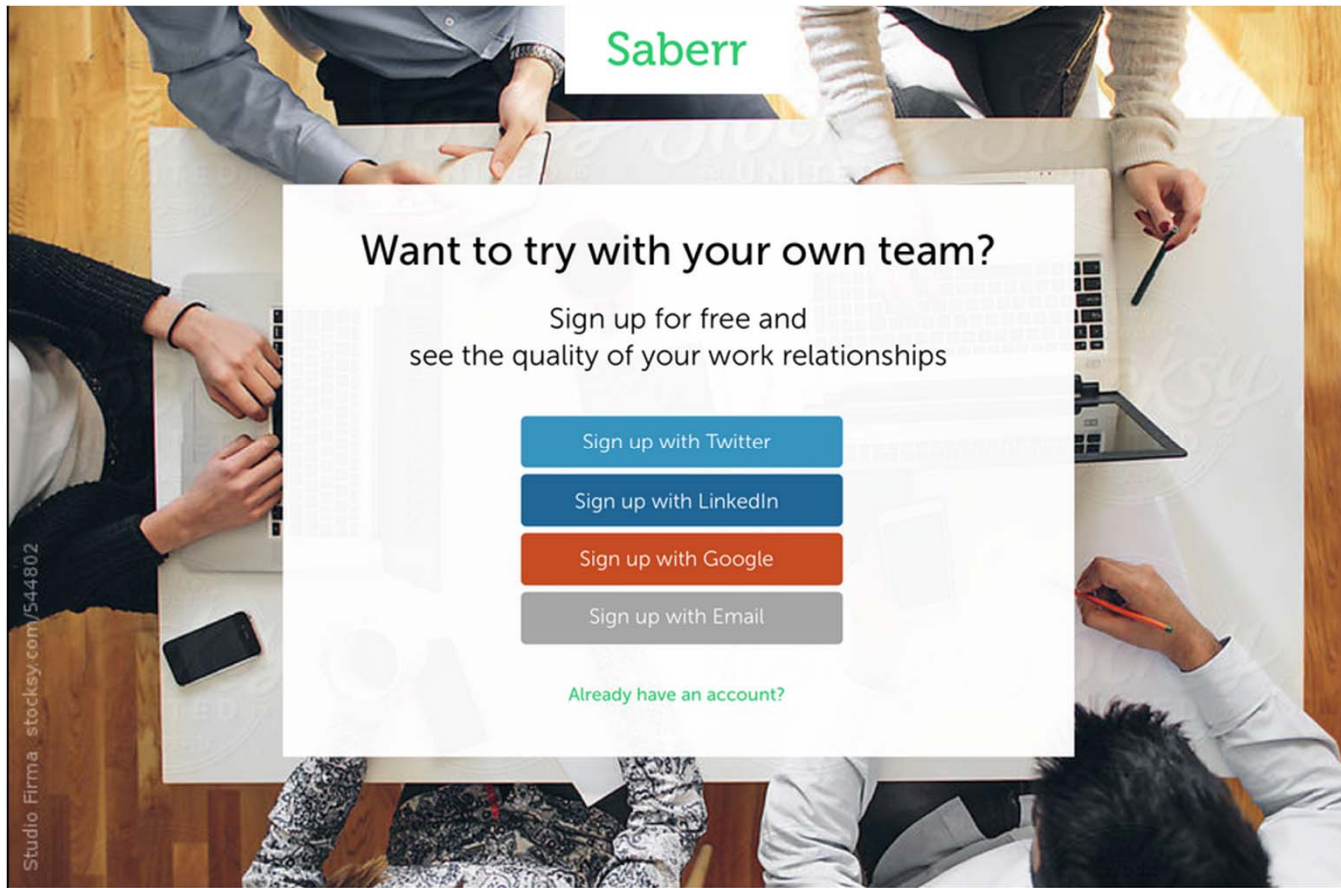 Saberr
Want to try with your own team?
Sign up for free and
see the quality of your work relationships
Sign up with Twitter
Sign up with LinkedIn
Sign up with Google
Sign up with Email
Already have an account?
Studio Firma stocksy.com/544802